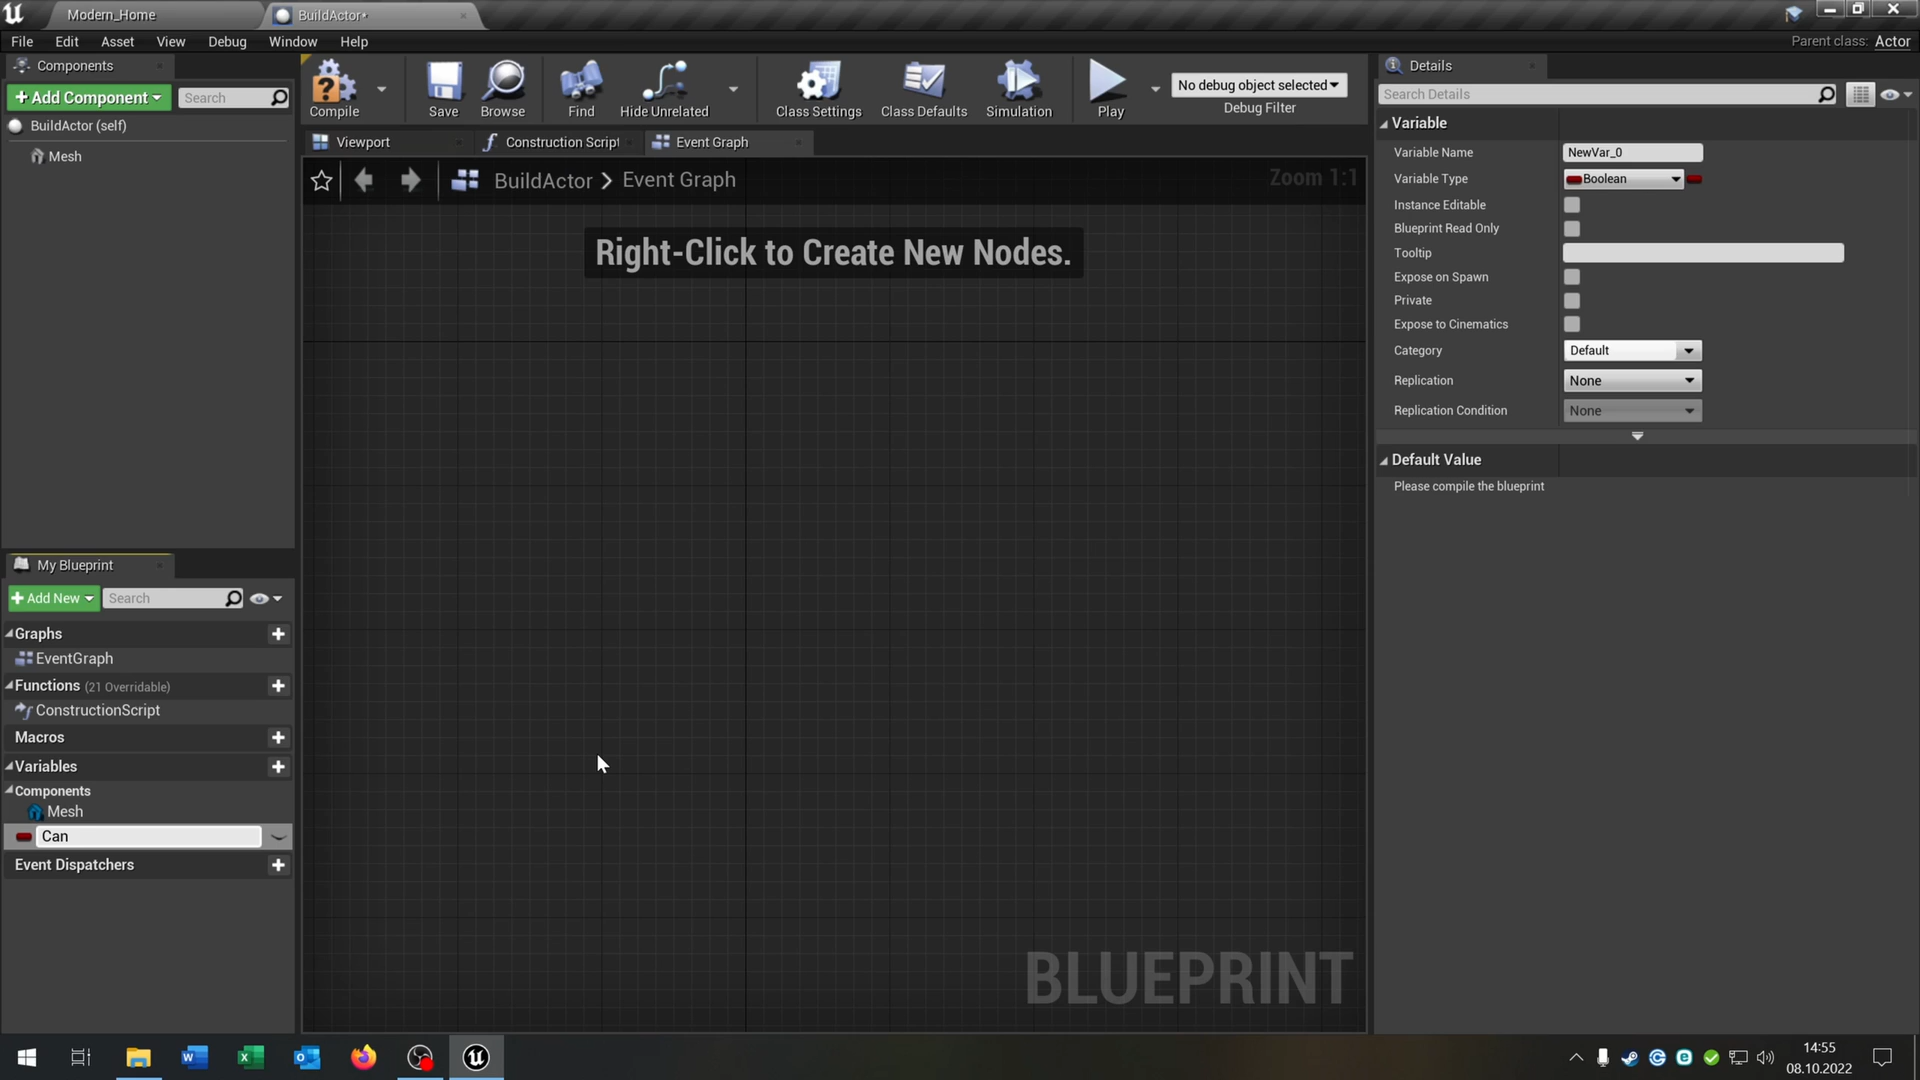 Modern_Home
BuildActor*
File Edit Asset View Debug Window Help
Parent class: Actor
Components
+ Add Component
Search
BuildActor (self)
Mesh
Compile
Save
Browse
Find
Hide Unrelated
Class Settings
Class Defaults
Simulation
Play
No debug object selected
Debug Filter
Viewport
Construction Script
Event Graph
BuildActor > Event Graph
Zoom 1:1
Right-Click to Create New Nodes.
BLUEPRINT
My Blueprint
+ Add New
Search
Graphs
EventGraph
Functions (21 Overridable)
ConstructionScript
Macros
Variables
Components
Mesh
Can
Event Dispatchers
Details
Search Details
Variable
Variable Name NewVar_0
Variable Type Boolean
Instance Editable
Blueprint Read Only
Tooltip
Expose on Spawn
Private
Expose to Cinematics
Category Default
Replication None
Replication Condition None
Default Value
Please compile the blueprint
14:55
08.10.2022